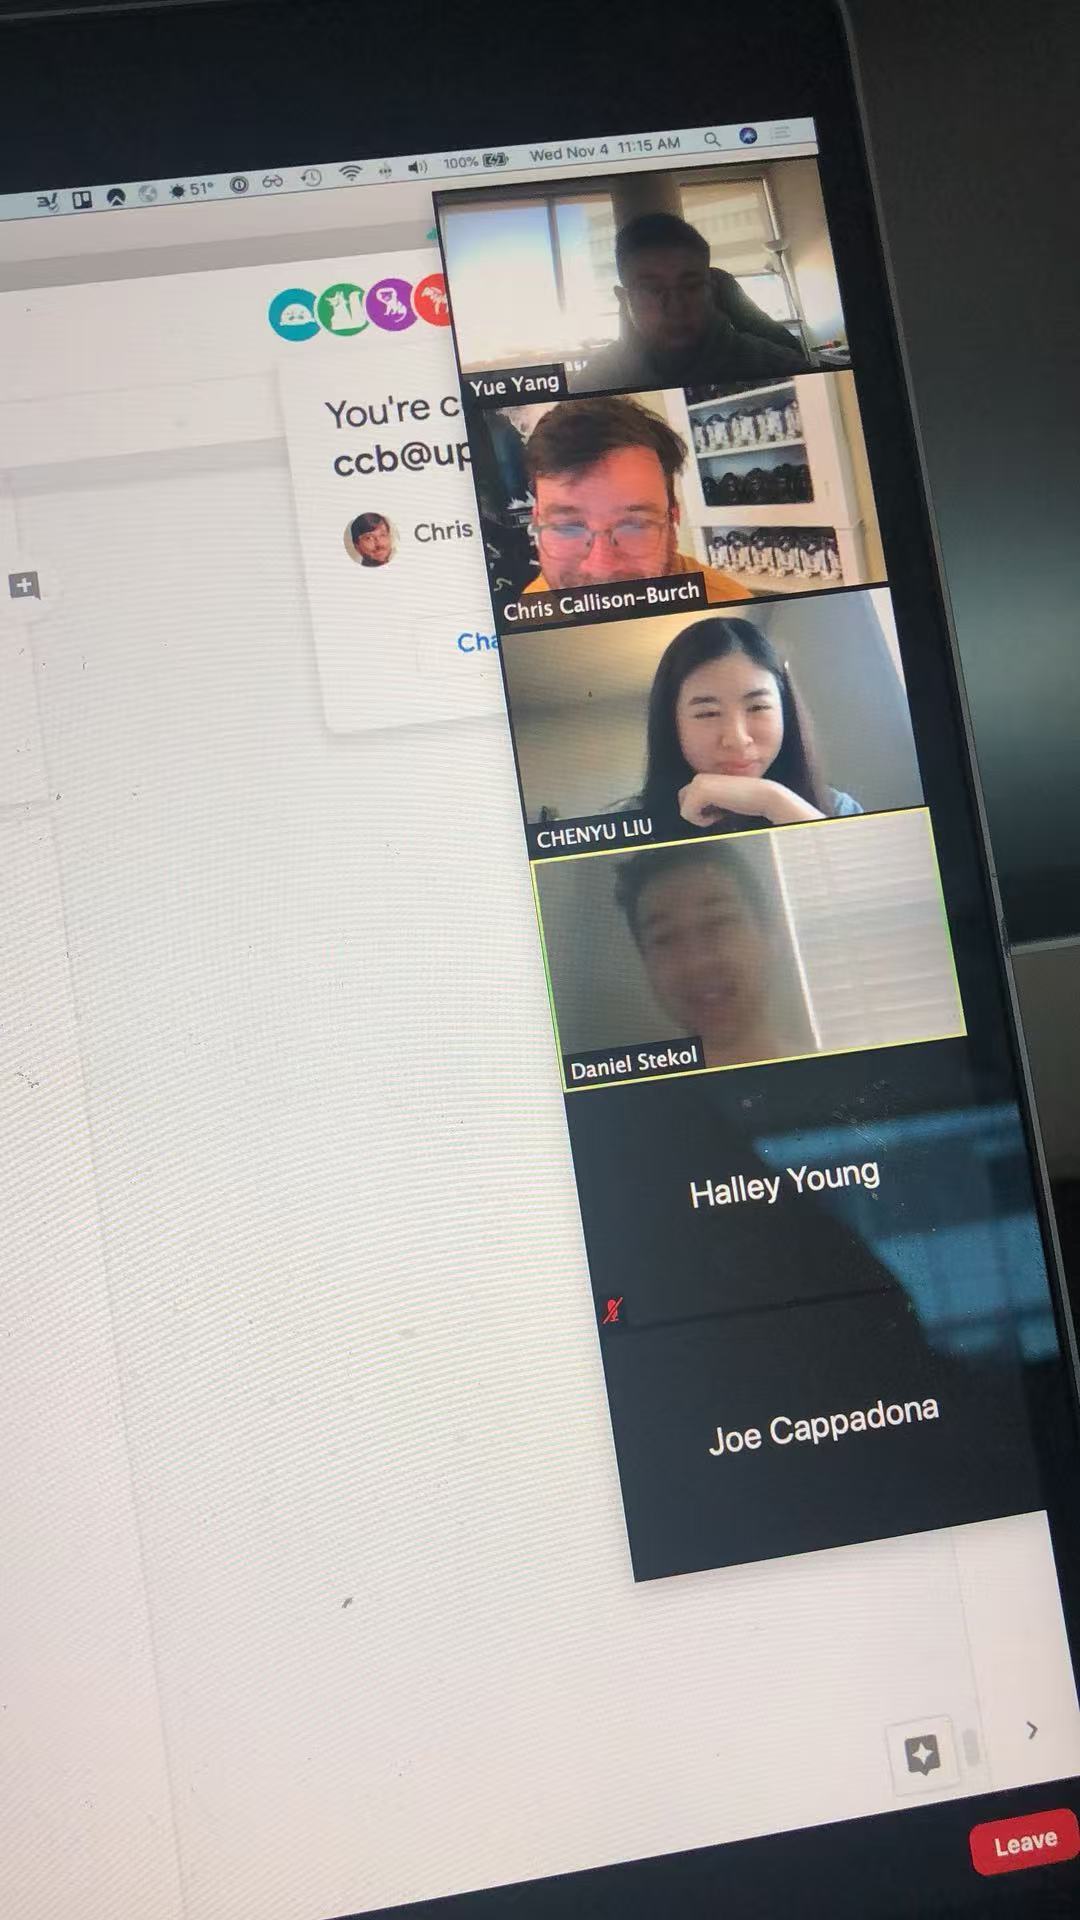 51° 100% Wed Nov 4 11:15 AM
You're c
ccb@up
Chris
Cha
Yue Yang
Chris Callison-Burch
CHENYU LIU
Daniel Stekol
Halley Young
Joe Cappadona
Leave